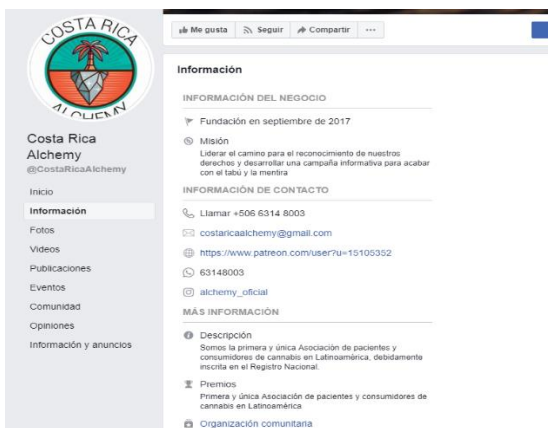 COSTA RICA
ALCHEMY
Costa Rica
Alchemy
@CostaRicaAlchemy
Inicio
Información
Fotos
Videos
Publicaciones
Eventos
Comunidad
Opiniones
Información y anuncios
Me gusta Seguir Compartir ...
Información
INFORMACIÓN DEL NEGOCIO
Fundación en septiembre de 2017
Misión
Liderar el camino para el reconocimiento de nuestros
derechos y desarrollar una campaña informativa para acabar
con el tabú y la mentira
INFORMACIÓN DE CONTACTO
Llamar +506 6314 8003
costaricaalchemy@gmail.com
https://www.patreon.com/user?u=15105352
63148003
alchemy_oficial
MÁS INFORMACIÓN
Descripción
Somos la primera y única Asociación de pacientes y
consumidores de cannabis en Latinoamérica, debidamente
inscrita en el Registro Nacional.
Premios
Primera y única Asociación de pacientes y consumidores de
cannabis en Latinoamérica
Organización comunitaria